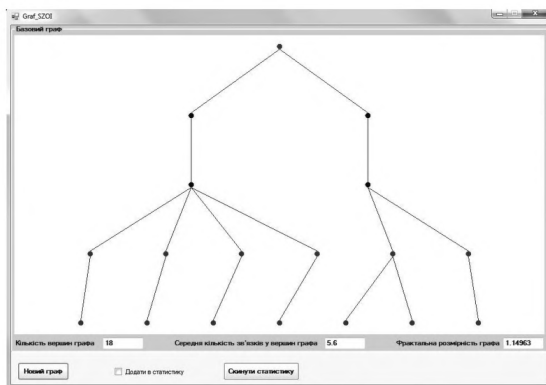 Graf_SZOI
Базовий граф
Кількість вершин графа 18 Середня кількість зв'язків у вершин графа 5.6 Фрактальна розмірність графа 1.14963
Новий граф Додати в статистику Скинути статистику